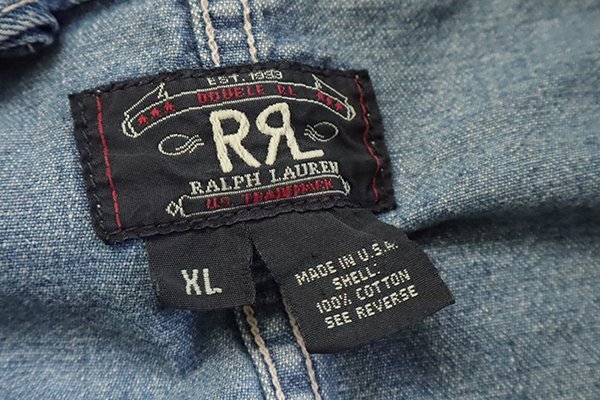 EST. 1993
DOUBLE RL
RRL
RALPH LAUREN
U.S. TRADEMARK
XL
MADE IN U.S.A.
SHELL:
100% COTTON
SEE REVERSE